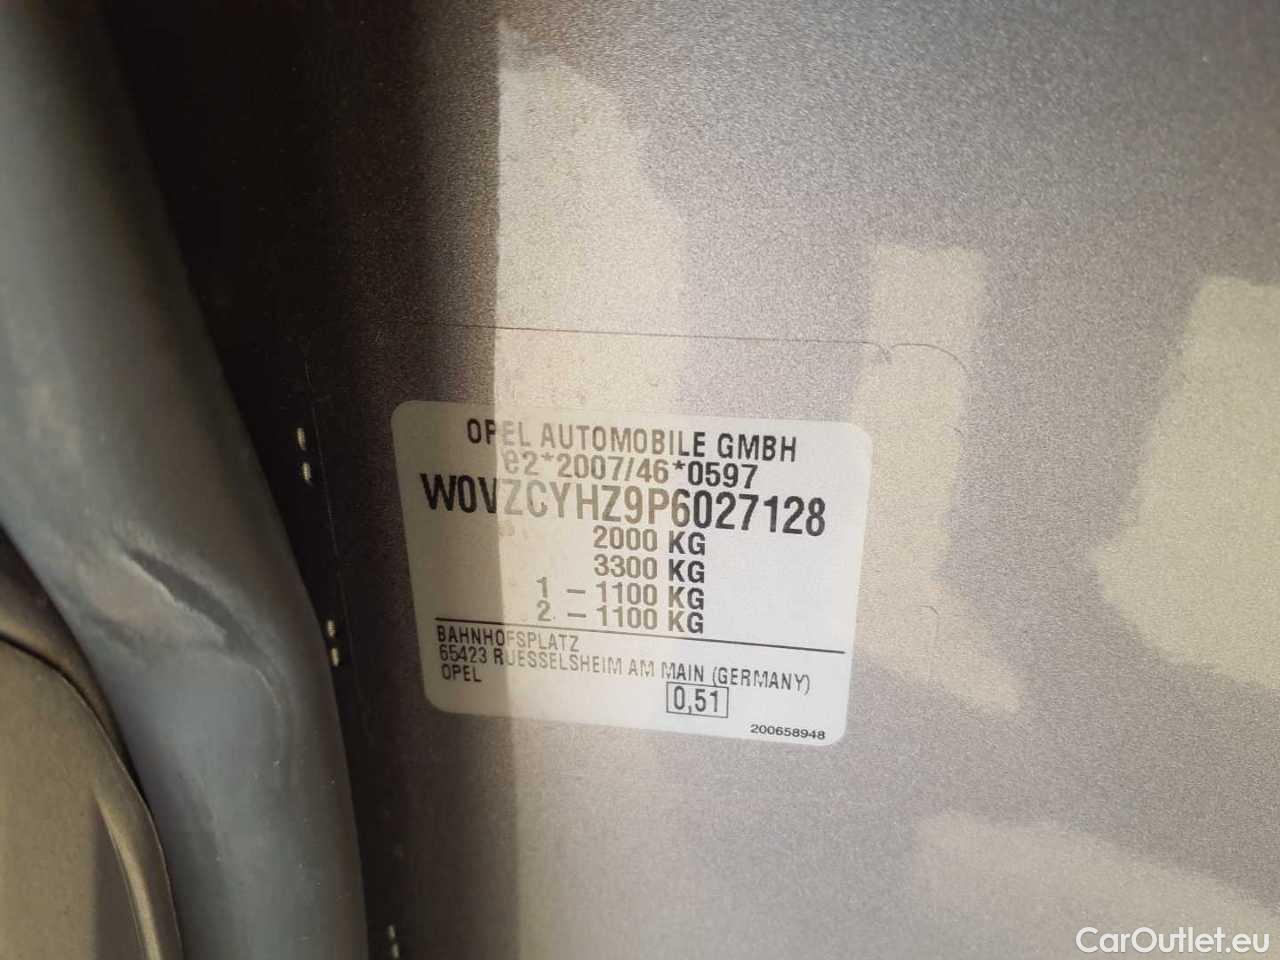 OPEL AUTOMOBILE GMBH
e2*2007/46*0597
W0VZCYHZ9P6027128
2000 KG
3300 KG
1 - 1100 KG
2 - 1100 KG
BAHNHOFSPLATZ
65423 RUESSELSHEIM AM MAIN (GERMANY)
OPEL
0,51
200658948
CarOutlet.eu